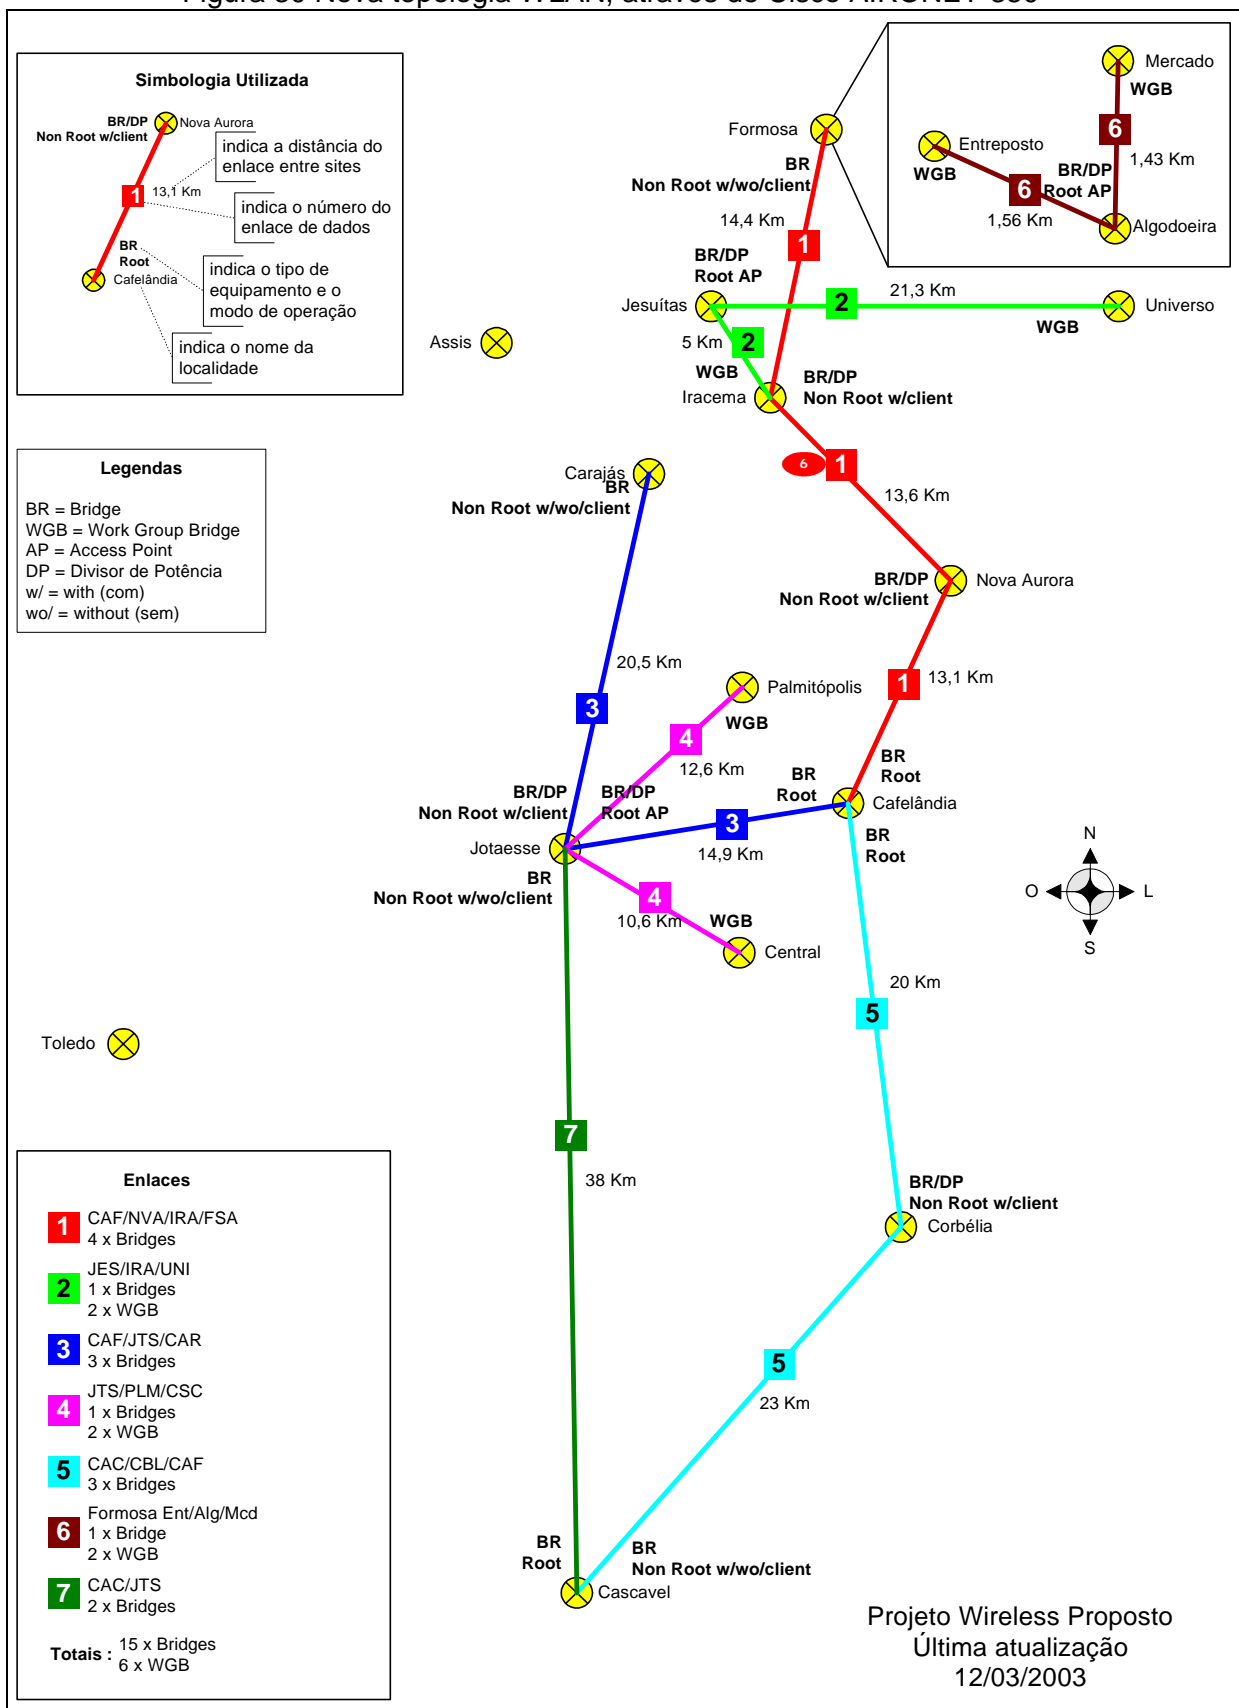 Figura 36 Nova topologia WLAN, através do Cisco AIRONET 350
Simbologia Utilizada
BR/DP
Non Root w/client
Nova Aurora
indica a distância do
enlace entre sites
1
13,1 Km
indica o número do
enlace de dados
BR
Root
Cafelândia
indica o tipo de
equipamento e o
modo de operação
indica o nome da
localidade
Mercado
WGB
6
1,43 Km
Entreposto
WGB
6
1,56 Km
BR/DP
Root AP
Algodoeira
Formosa
BR
Non Root w/wo/client
14,4 Km
1
BR/DP
Root AP
Jesuítas
2
21,3 Km
Universo
WGB
5 Km
2
WGB
Iracema
BR/DP
Non Root w/client
Assis
Legendas
BR = Bridge
WGB = Work Group Bridge
AP = Access Point
DP = Divisor de Potência
w/ = with (com)
wo/ = without (sem)
Carajás
BR
Non Root w/wo/client
6
1
13,6 Km
BR/DP
Non Root w/client
Nova Aurora
20,5 Km
3
Palmitópolis
WGB
4
12,6 Km
1
13,1 Km
BR
Root
BR
Root
Cafelândia
BR
Root
BR/DP
Non Root w/client
BR/DP
Root AP
Jotaesse
3
14,9 Km
BR
Non Root w/wo/client
4
10,6 Km
WGB
Central
N
O
L
S
20 Km
5
Toledo
7
38 Km
BR/DP
Non Root w/client
Corbélia
5
23 Km
BR
Root
BR
Non Root w/wo/client
Cascavel
Enlaces
1
CAF/NVA/IRA/FSA
4 x Bridges
2
JES/IRA/UNI
1 x Bridges
2 x WGB
3
CAF/JTS/CAR
3 x Bridges
4
JTS/PLM/CSC
1 x Bridges
2 x WGB
5
CAC/CBL/CAF
3 x Bridges
6
Formosa Ent/Alg/Mcd
1 x Bridge
2 x WGB
7
CAC/JTS
2 x Bridges
Totais : 15 x Bridges
6 x WGB
Projeto Wireless Proposto
Última atualização
12/03/2003